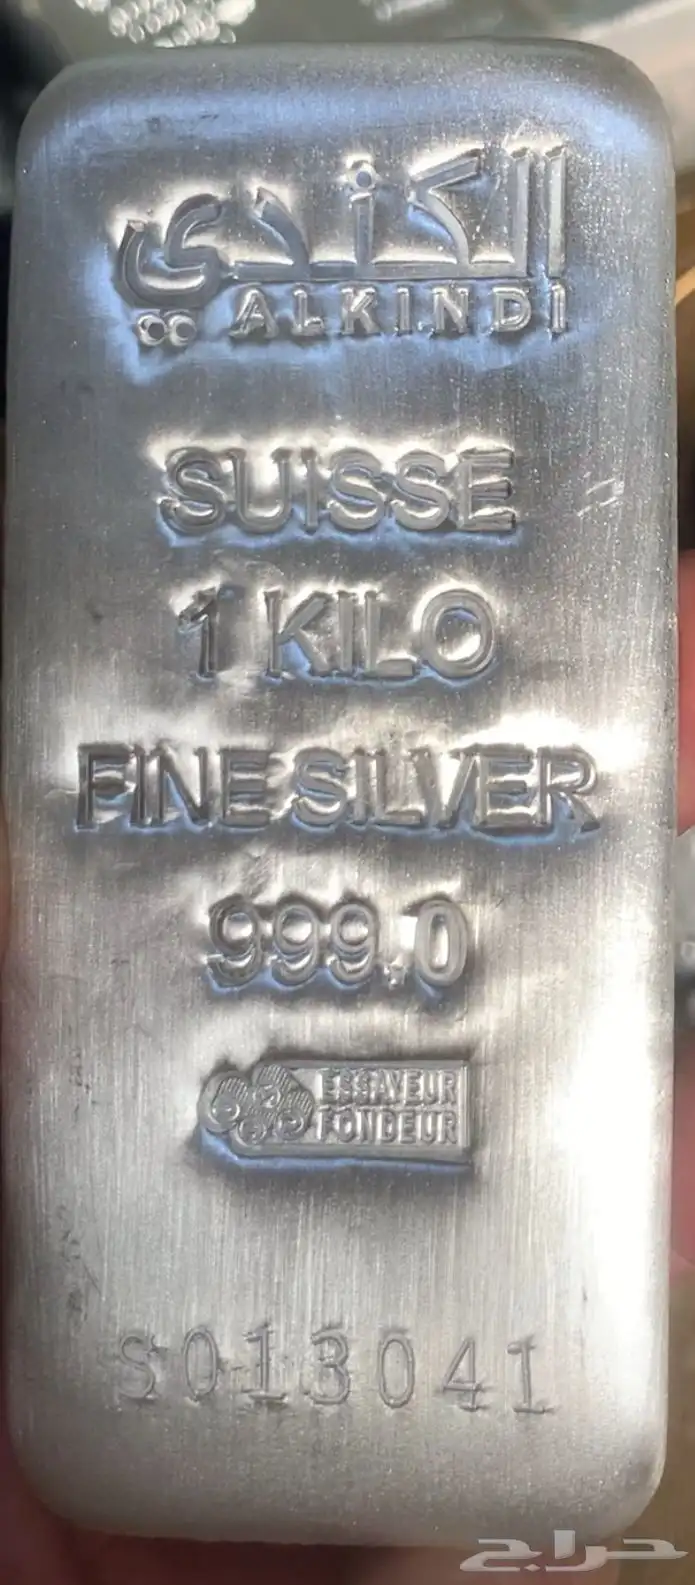 الكندي
ALKINDI
SUISSE
1 KILO
FINE SILVER
999.0
ESSAYEUR
FONDEUR
S013041
حراج